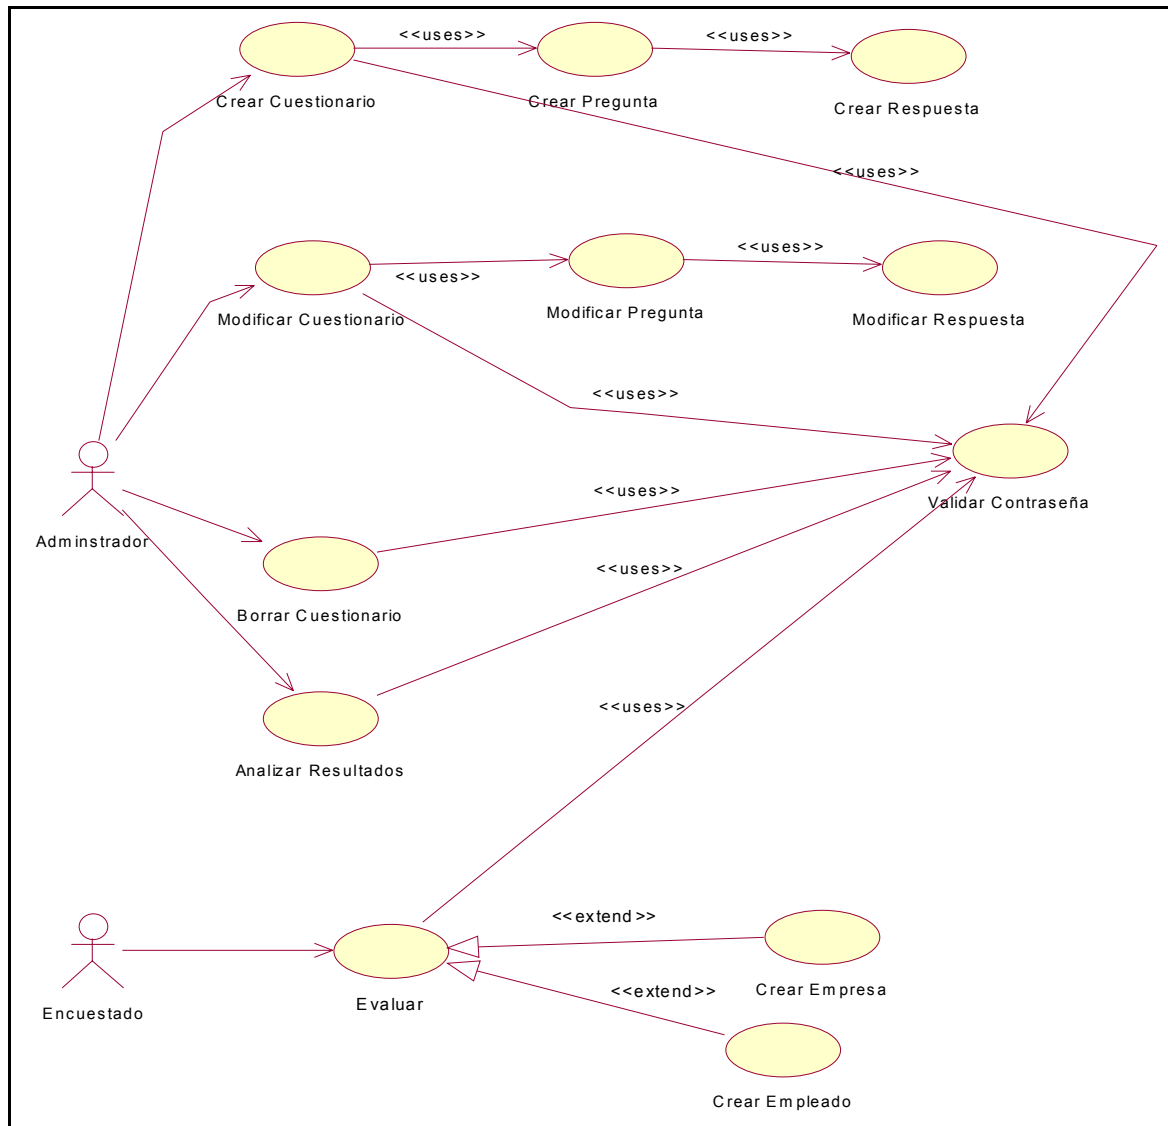 <<uses>>
<<uses>>
Crear Cuestionario
Crear Pregunta
Crear Respuesta
<<uses>>
<<uses>>
<<uses>>
Modificar Cuestionario
Modificar Pregunta
Modificar Respuesta
<<uses>>
<<uses>>
Validar Contraseña
Adminstrador
<<uses>>
Borrar Cuestionario
<<uses>>
Analizar Resultados
<<extend>>
<<extend>>
Crear Empresa
Evaluar
Encuestado
Crear Empleado